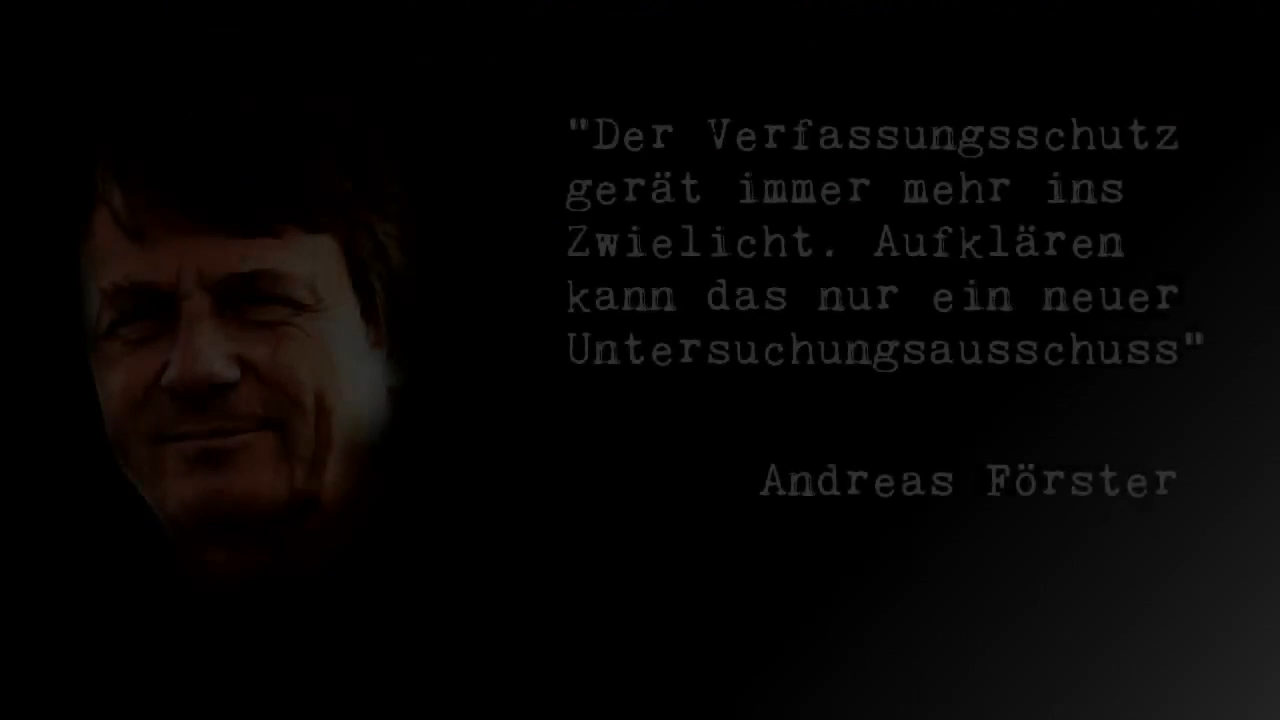 "Der Verfassungsschutz
gerät immer mehr ins
Zwielicht. Aufklären
kann das nur ein neuer
Untersuchungsausschuss"
Andreas Förster